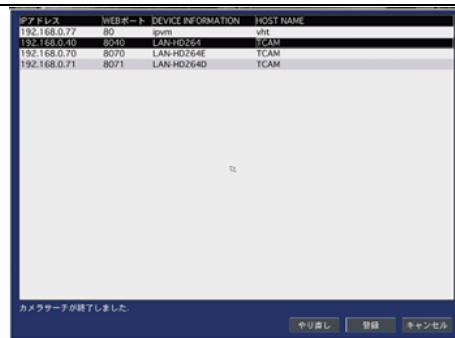 IPアドレス WEBポート DEVICE INFORMATION HOST NAME
192.168.0.77 80 ipvm vht
192.168.0.40 8040 LAN-HD264 TCAM
192.168.0.70 8070 LAN-HD264E TCAM
192.168.0.71 8071 LAN-HD264D TCAM
カメラサーチが終了しました.
やり直し 登録 キャンセル